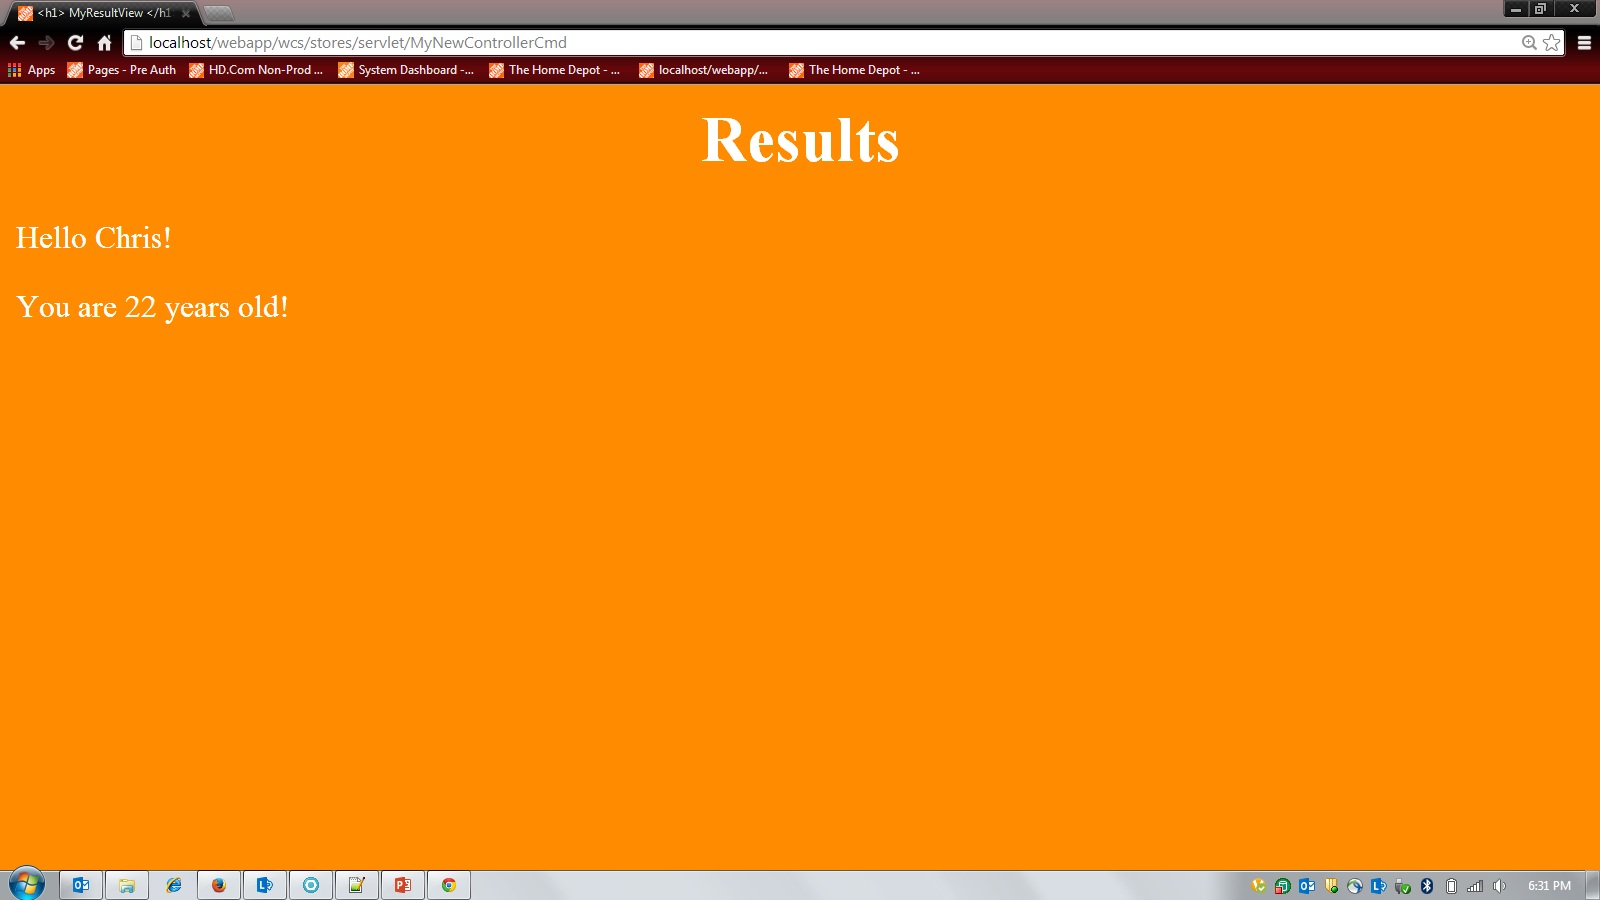 <h1> MyResultView </h1
localhost/webapp/wcs/stores/servlet/MyNewControllerCmd
Apps Pages - Pre Auth HD.Com Non-Prod ... System Dashboard -... The Home Depot - ... localhost/webapp/... The Home Depot - ...
Results
Hello Chris!
You are 22 years old!
6:31 PM